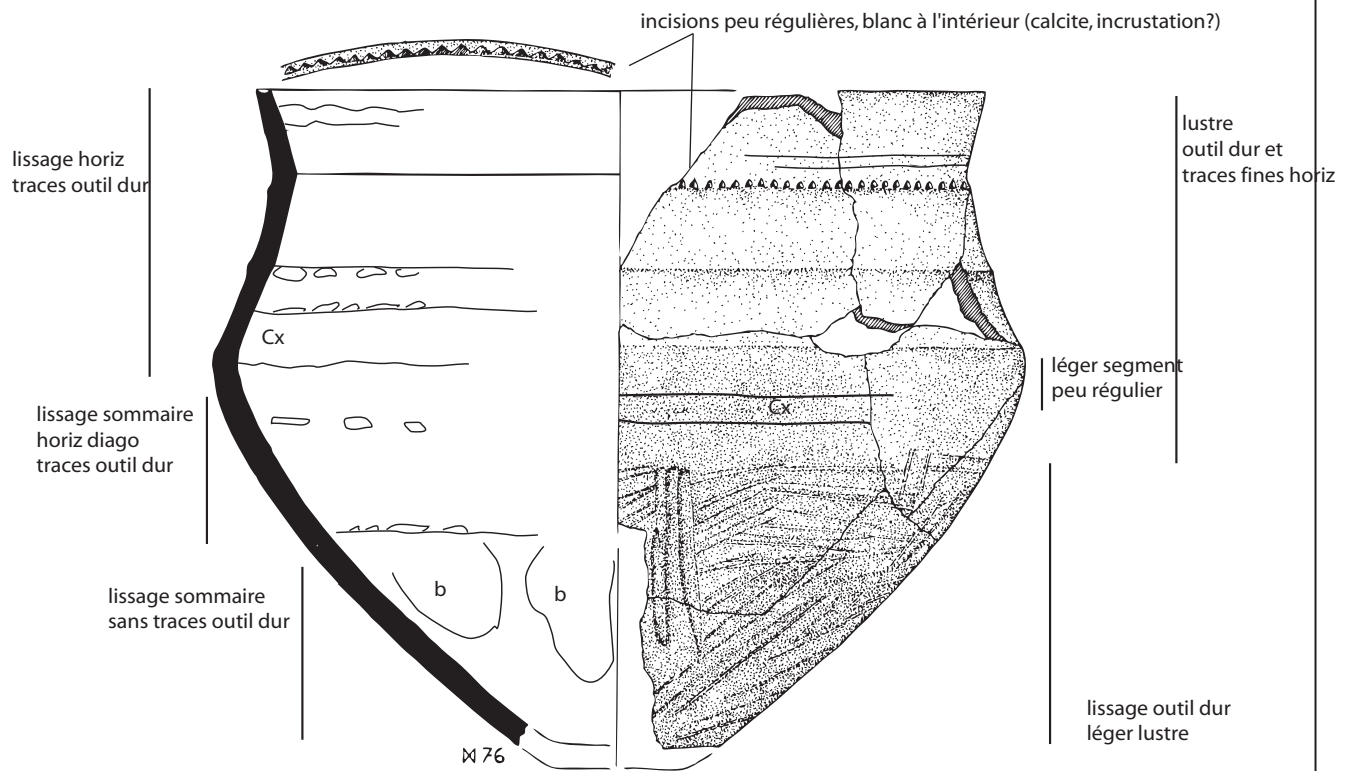 incisions peu régulières, blanc à l'intérieur (calcite, incrustation?)
lissage horiz
traces outil dur
lustre
outil dur et
traces fines horiz
Cx
léger segment
peu régulier
lissage sommaire
horiz diago
traces outil dur
Cx
lissage sommaire
sans traces outil dur
b
b
lissage outil dur
léger lustre
76